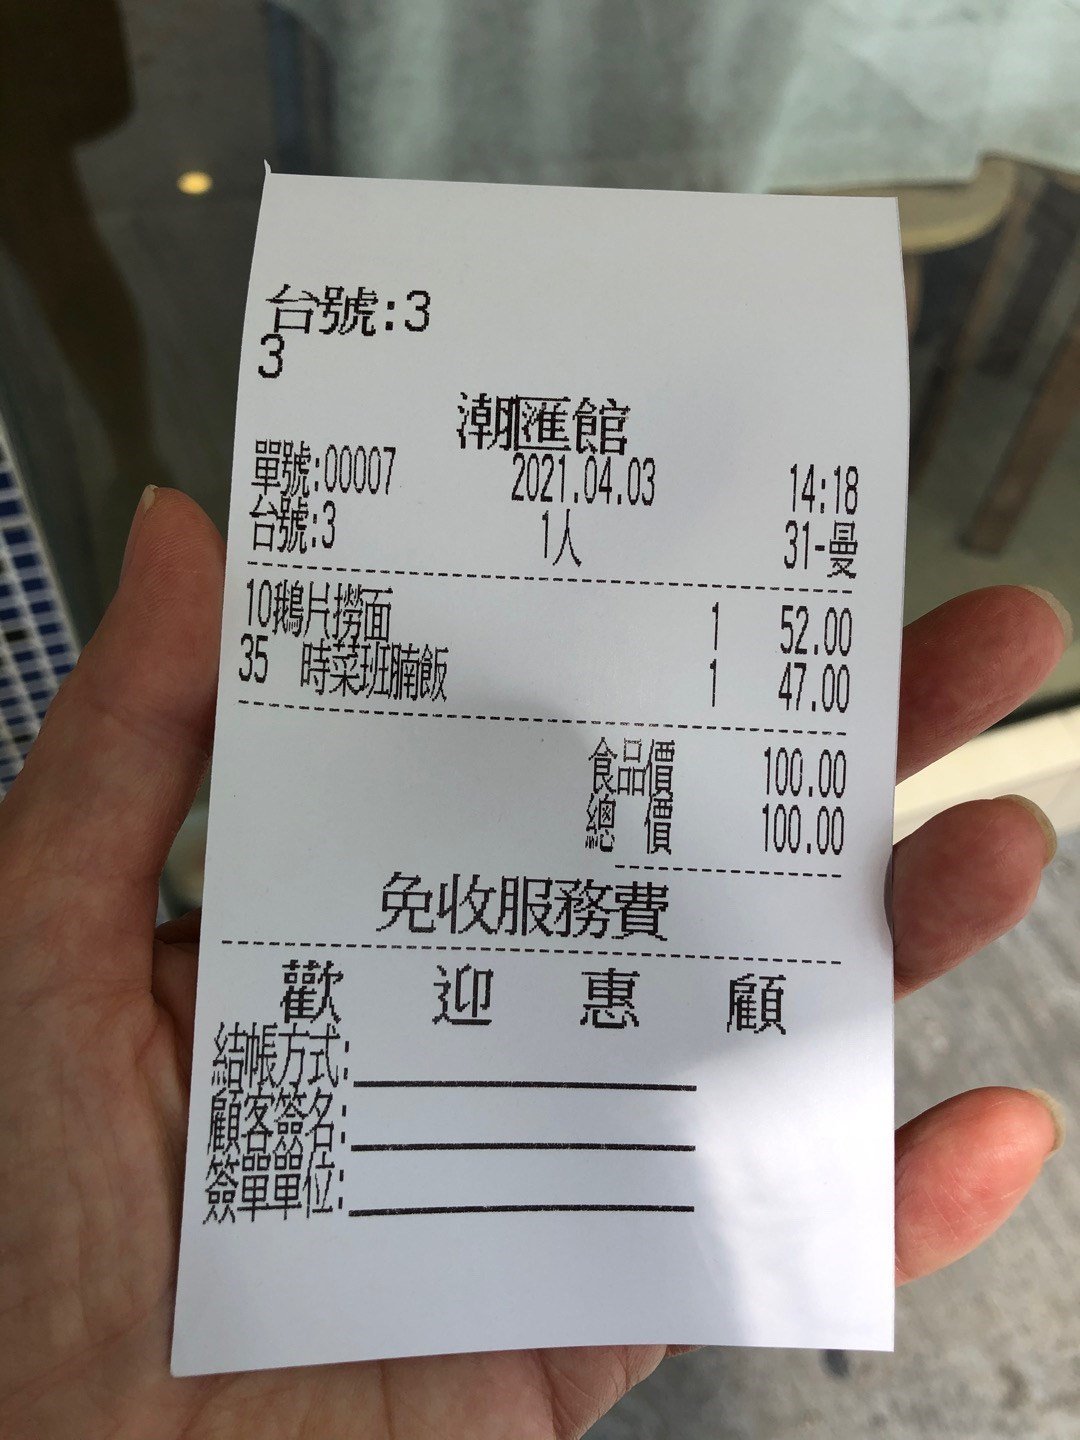 台號:3
3
潮匯館
單號:00007 2021.04.03 14:18
台號:3 1人 31-曼
10鵝片撈面 1 52.00
35 時菜班腩飯 1 47.00
食品價 100.00
總 價 100.00
免收服務費
歡 迎 惠 顧
結帳方式:
顧客簽名:
簽單單位: